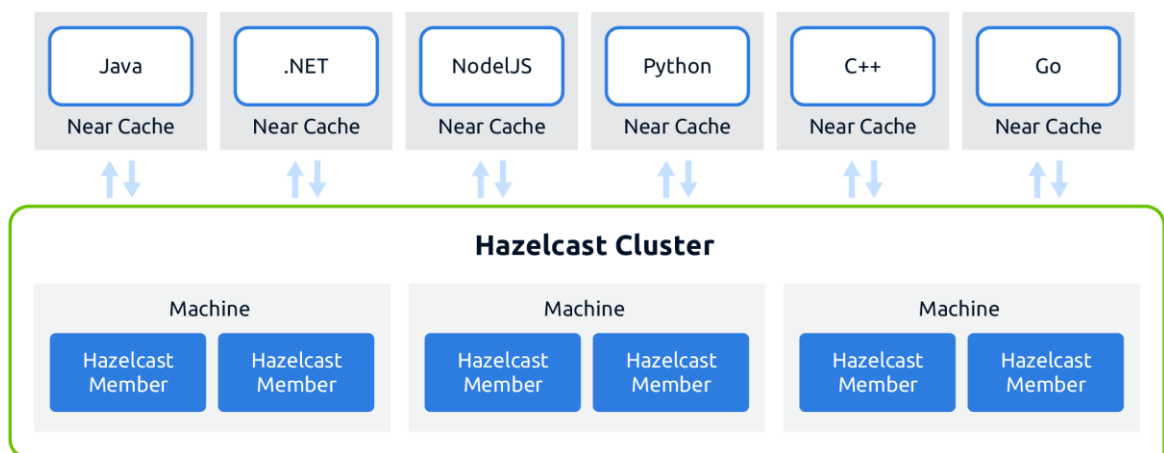 Java
.NET
NodelJS
Python
C++
Go
Near Cache
Near Cache
Near Cache
Near Cache
Near Cache
Near Cache
Hazelcast Cluster
Machine
Machine
Machine
Hazelcast
Member
Hazelcast
Member
Hazelcast
Member
Hazelcast
Member
Hazelcast
Member
Hazelcast
Member